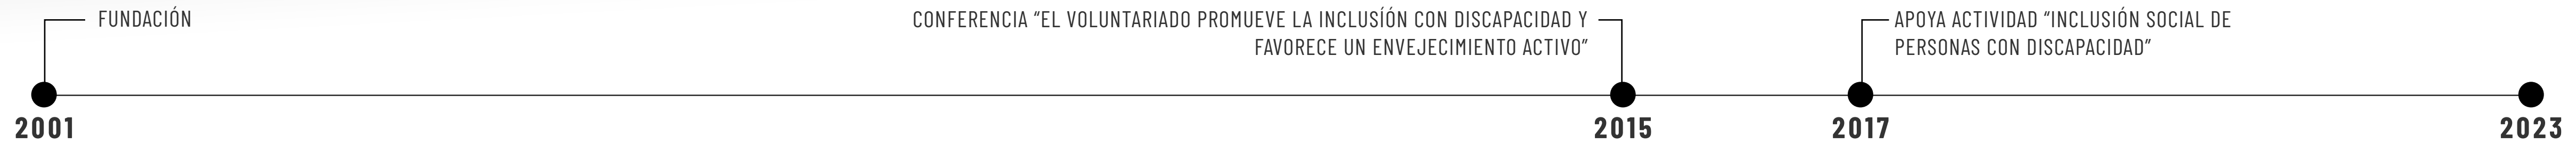 FUNDACIÓN
CONFERENCIA “EL VOLUNTARIADO PROMUEVE LA INCLUSÍÓN CON DISCAPACIDAD Y
FAVORECE UN ENVEJECIMIENTO ACTIVO”
APOYA ACTIVIDAD “INCLUSIÓN SOCIAL DE
PERSONAS CON DISCAPACIDAD”
2001
2015
2017
2023